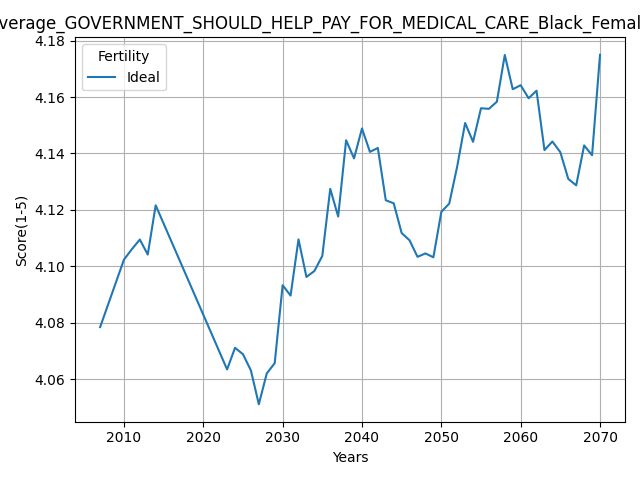 verage_GOVERNMENT_SHOULD_HELP_PAY_FOR_MEDICAL_CARE_Black_Femal
4.18
4.16
4.14
4.12
4.10
4.08
4.06
Score(1-5)
Fertility
Ideal
2010 2020 2030 2040 2050 2060 2070
Years